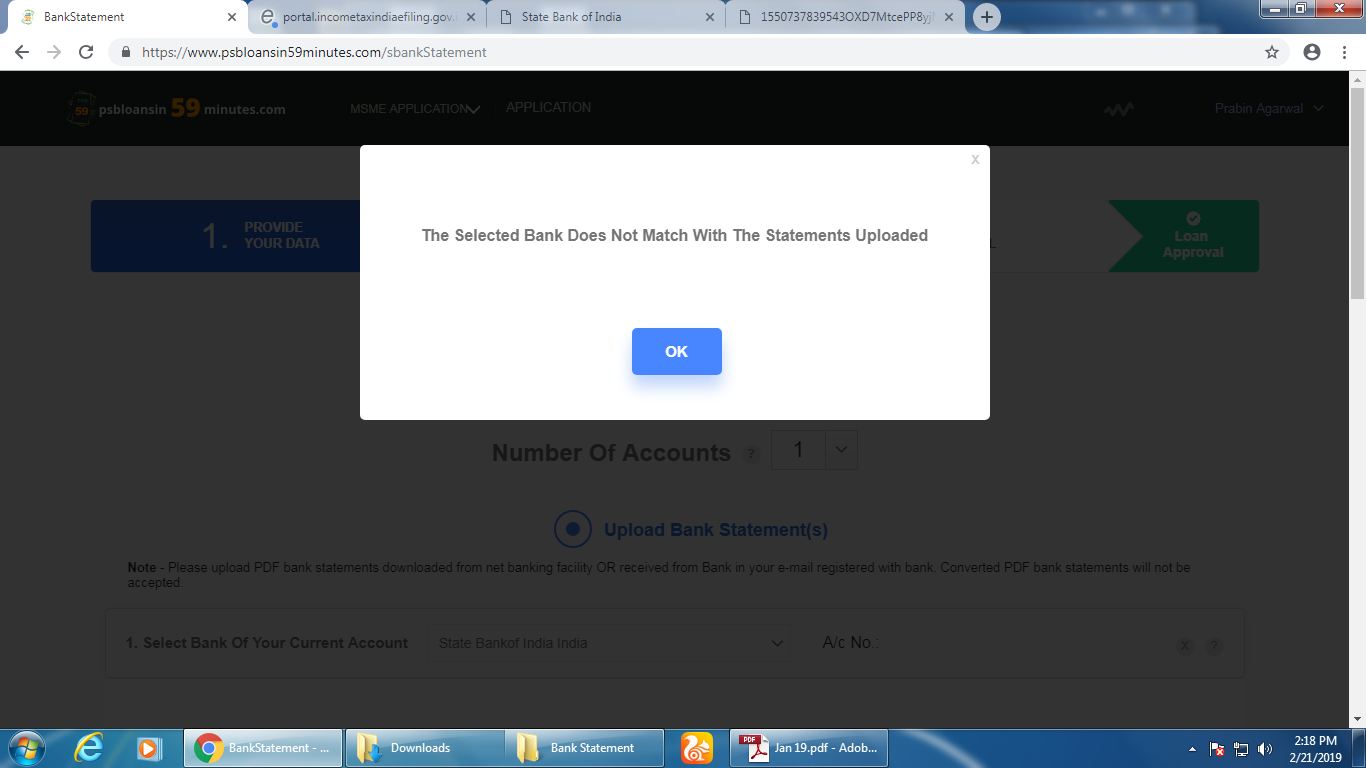 BankStatement
portal.incometaxindiaefiling.gov.i
State Bank of India
1550737839543OXD7MtcePP8yj
https://www.psbloansin59minutes.com/sbankStatement
59 psbloansin 59 minutes.com
MSME APPLICATION
APPLICATION
Prabin Agarwal
X
1. PROVIDE
YOUR DATA
The Selected Bank Does Not Match With The Statements Uploaded
Loan
Approval
OK
Number Of Accounts ? 1
Upload Bank Statement(s)
Note - Please upload PDF bank statements downloaded from net banking facility OR received from Bank in your e-mail registered with bank. Converted PDF bank statements will not be
accepted.
1. Select Bank Of Your Current Account State Bankof India India A/c No.: X ?
BankStatement - ...
Downloads
Bank Statement
PDF Jan 19.pdf - Adob...
2:18 PM
2/21/2019